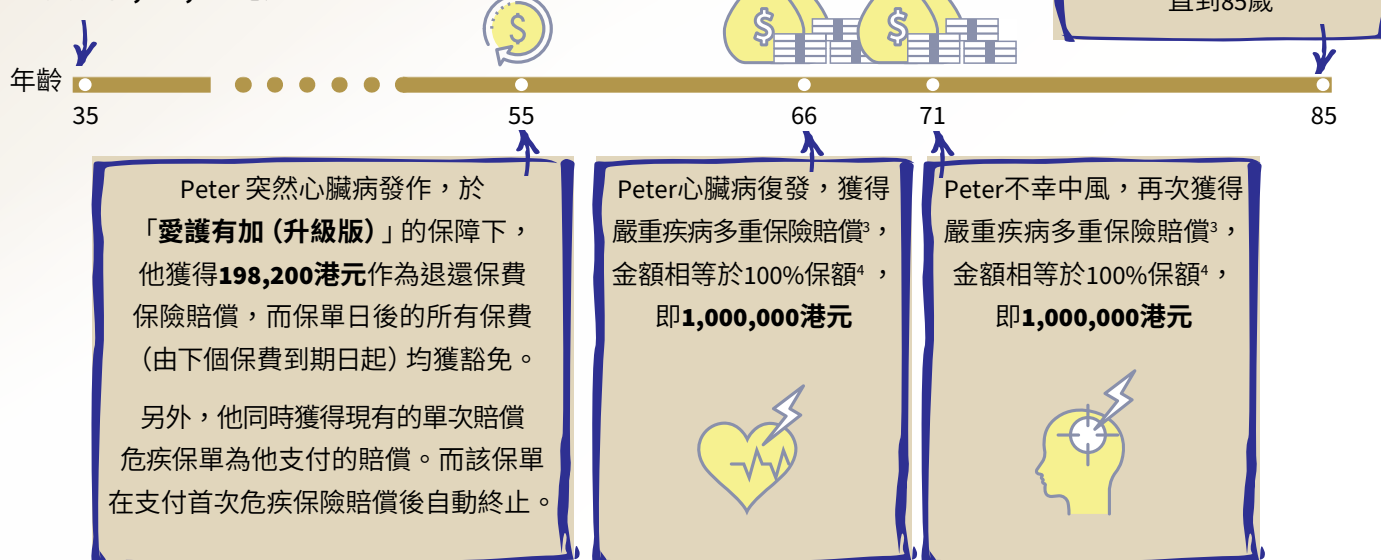 直到85歲
年齡
35
55
66
71
85
Peter 突然心臟病發作，於
「愛護有加（升級版）」的保障下，
他獲得198,200港元作為退還保費
保險賠償，而保單日後的所有保費
（由下個保費到期日起）均獲豁免。
另外，他同時獲得現有的單次賠償
危疾保單為他支付的賠償。而該保單
在支付首次危疾保險賠償後自動終止。
Peter心臟病復發，獲得
嚴重疾病多重保險賠償³，
金額相等於100%保額⁴，
即1,000,000港元
Peter不幸中風，再次獲得
嚴重疾病多重保險賠償³，
金額相等於100%保額⁴，
即1,000,000港元